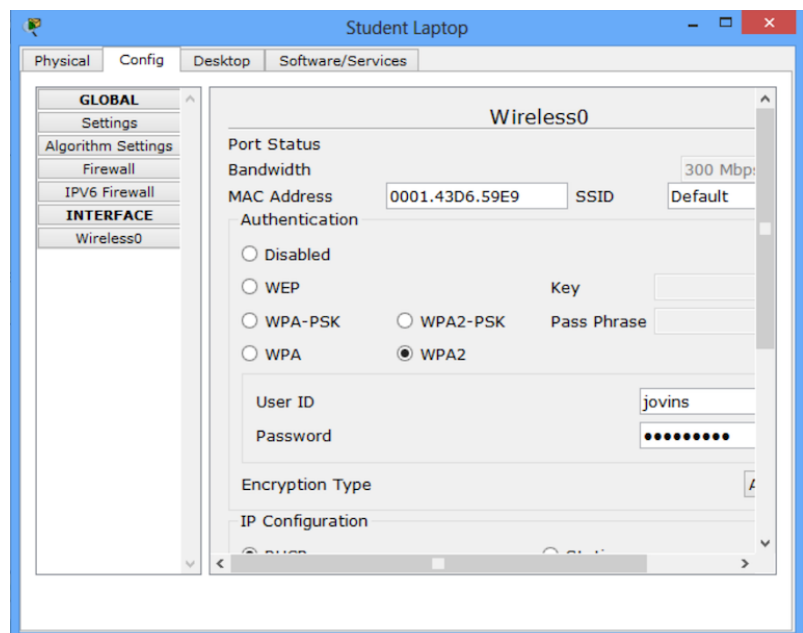 Student Laptop
Physical Config Desktop Software/Services
GLOBAL
Settings
Algorithm Settings
Firewall
IPV6 Firewall
INTERFACE
Wireless0
Wireless0
Port Status
Bandwidth 300 Mbp
MAC Address 0001.43D6.59E9 SSID Default
Authentication
Disabled
WEP Key
WPA-PSK WPA2-PSK Pass Phrase
WPA WPA2
User ID jovins
Password •••••••••
Encryption Type
IP Configuration